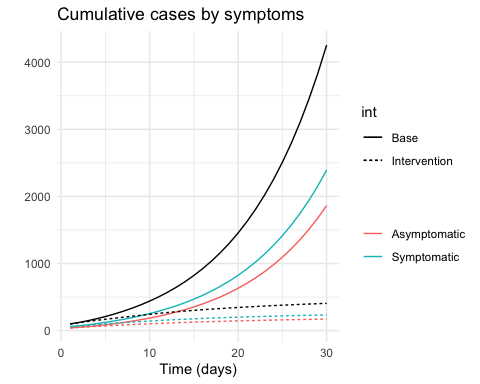 Cumulative cases by symptoms
4000
3000
2000
1000
0
0 10 20 30
Time (days)
int
Base
Intervention
Asymptomatic
Symptomatic